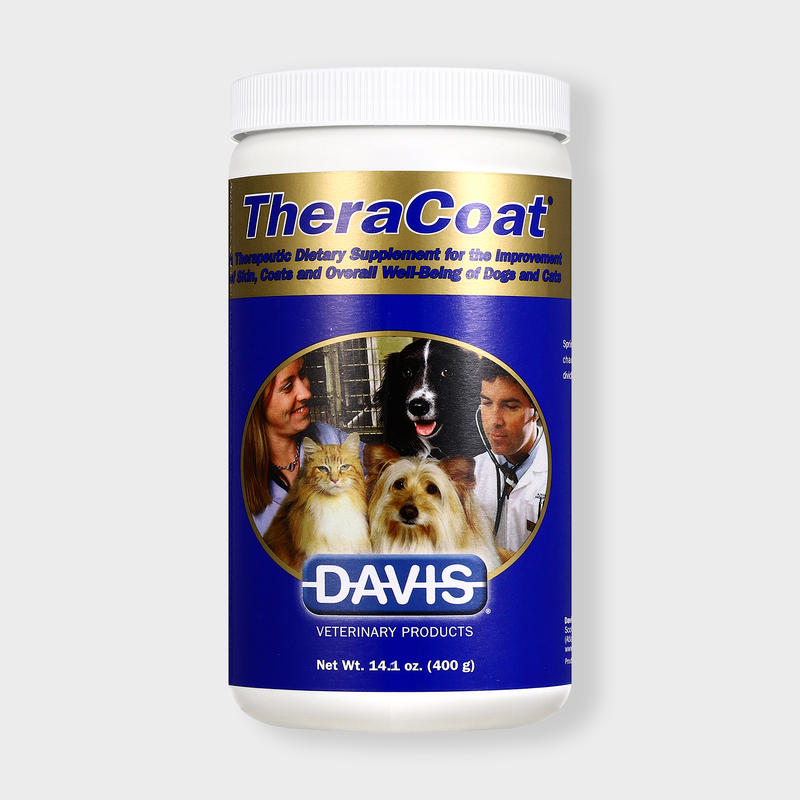 TheraCoat®
A Therapeutic Dietary Supplement for the Improvement
of Skin, Coats and Overall Well-Being of Dogs and Cats
DAVIS®
VETERINARY PRODUCTS
Net Wt. 14.1 oz. (400 g)